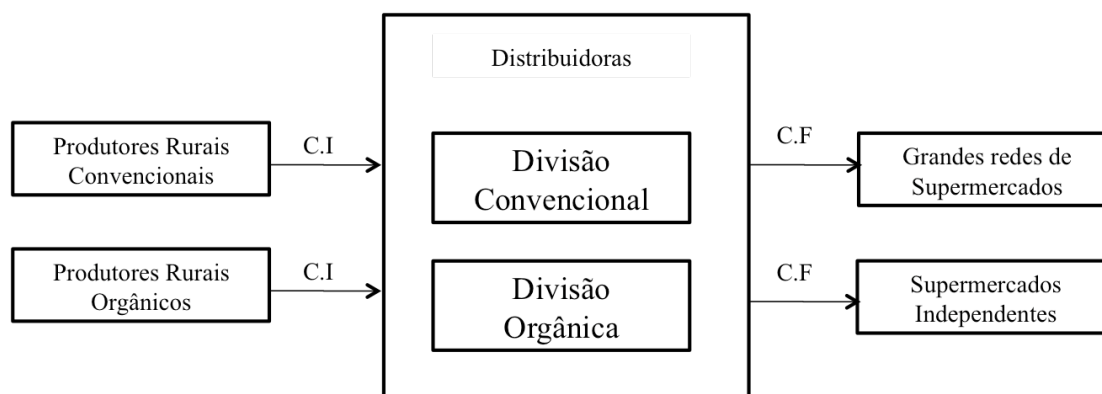 Distribuidoras
Produtores Rurais
Convencionais
C.I
Divisão
Convencional
C.F
Grandes redes de
Supermercados
Produtores Rurais
Orgânicos
C.I
Divisão
Orgânica
C.F
Supermercados
Independentes